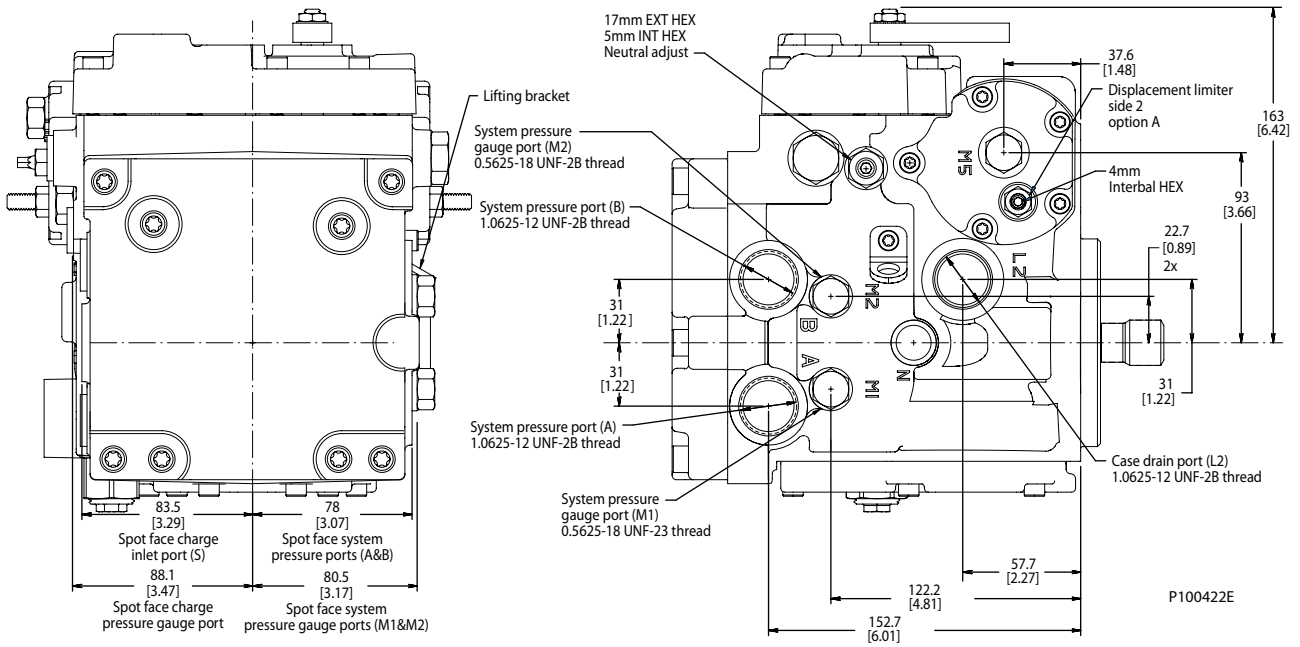 17mm EXT HEX
5mm INT HEX
Neutral adjust
Lifting bracket
System pressure
gauge port (M2)
0.5625-18 UNF-2B thread
System pressure port (B)
1.0625-12 UNF-2B thread
31
[1.22]
31
[1.22]
System pressure port (A)
1.0625-12 UNF-2B thread
System pressure
gauge port (M1)
0.5625-18 UNF-23 thread
83.5
[3.29]
Spot face charge
inlet port (S)
78
[3.07]
Spot face system
pressure ports (A&B)
88.1
[3.47]
Spot face charge
pressure gauge port
80.5
[3.17]
Spot face system
pressure gauge ports (M1&M2)
37.6
[1.48]
Displacement limiter
side 2
option A
163
[6.42]
M5
4mm
Interbal HEX
93
[3.66]
22.7
[0.89]
2x
L2
M2
B
A
M1
N
31
[1.22]
Case drain port (L2)
1.0625-12 UNF-2B thread
57.7
[2.27]
122.2
[4.81]
152.7
[6.01]
P100422E